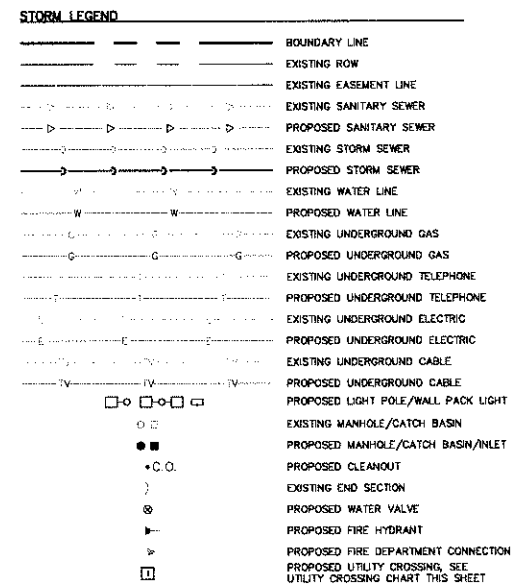 STORM LEGEND
BOUNDARY LINE
EXISTING ROW
EXISTING EASEMENT LINE
EXISTING SANITARY SEWER
PROPOSED SANITARY SEWER
EXISTING STORM SEWER
PROPOSED STORM SEWER
EXISTING WATER LINE
W W PROPOSED WATER LINE
EXISTING UNDERGROUND GAS
G G G PROPOSED UNDERGROUND GAS
EXISTING UNDERGROUND TELEPHONE
T T T PROPOSED UNDERGROUND TELEPHONE
EXISTING UNDERGROUND ELECTRIC
E E E PROPOSED UNDERGROUND ELECTRIC
EXISTING UNDERGROUND CABLE
TV TV TV PROPOSED UNDERGROUND CABLE
PROPOSED LIGHT POLE/WALL PACK LIGHT
EXISTING MANHOLE/CATCH BASIN
PROPOSED MANHOLE/CATCH BASIN/INLET
C.O. PROPOSED CLEANOUT
EXISTING END SECTION
PROPOSED WATER VALVE
PROPOSED FIRE HYDRANT
PROPOSED FIRE DEPARTMENT CONNECTION
1 PROPOSED UTILITY CROSSING, SEE
UTILITY CROSSING CHART THIS SHEET